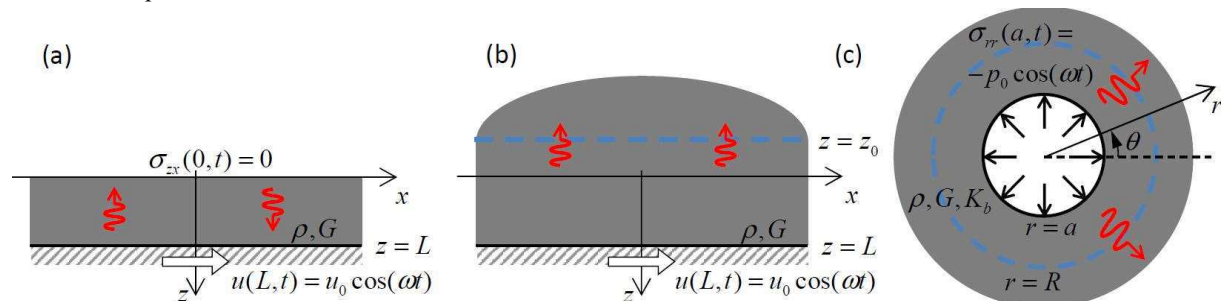 (a)
σ_zx(0,t) = 0
x
ρ, G
z = L
u(L,t) = u_0 cos(ωt)
z
(b)
z = z_0
x
ρ, G
z = L
u(L,t) = u_0 cos(ωt)
z
(c)
σ_rr(a,t) =
-p_0 cos(ωt)
r
θ
ρ, G, K_b
r = a
r = R